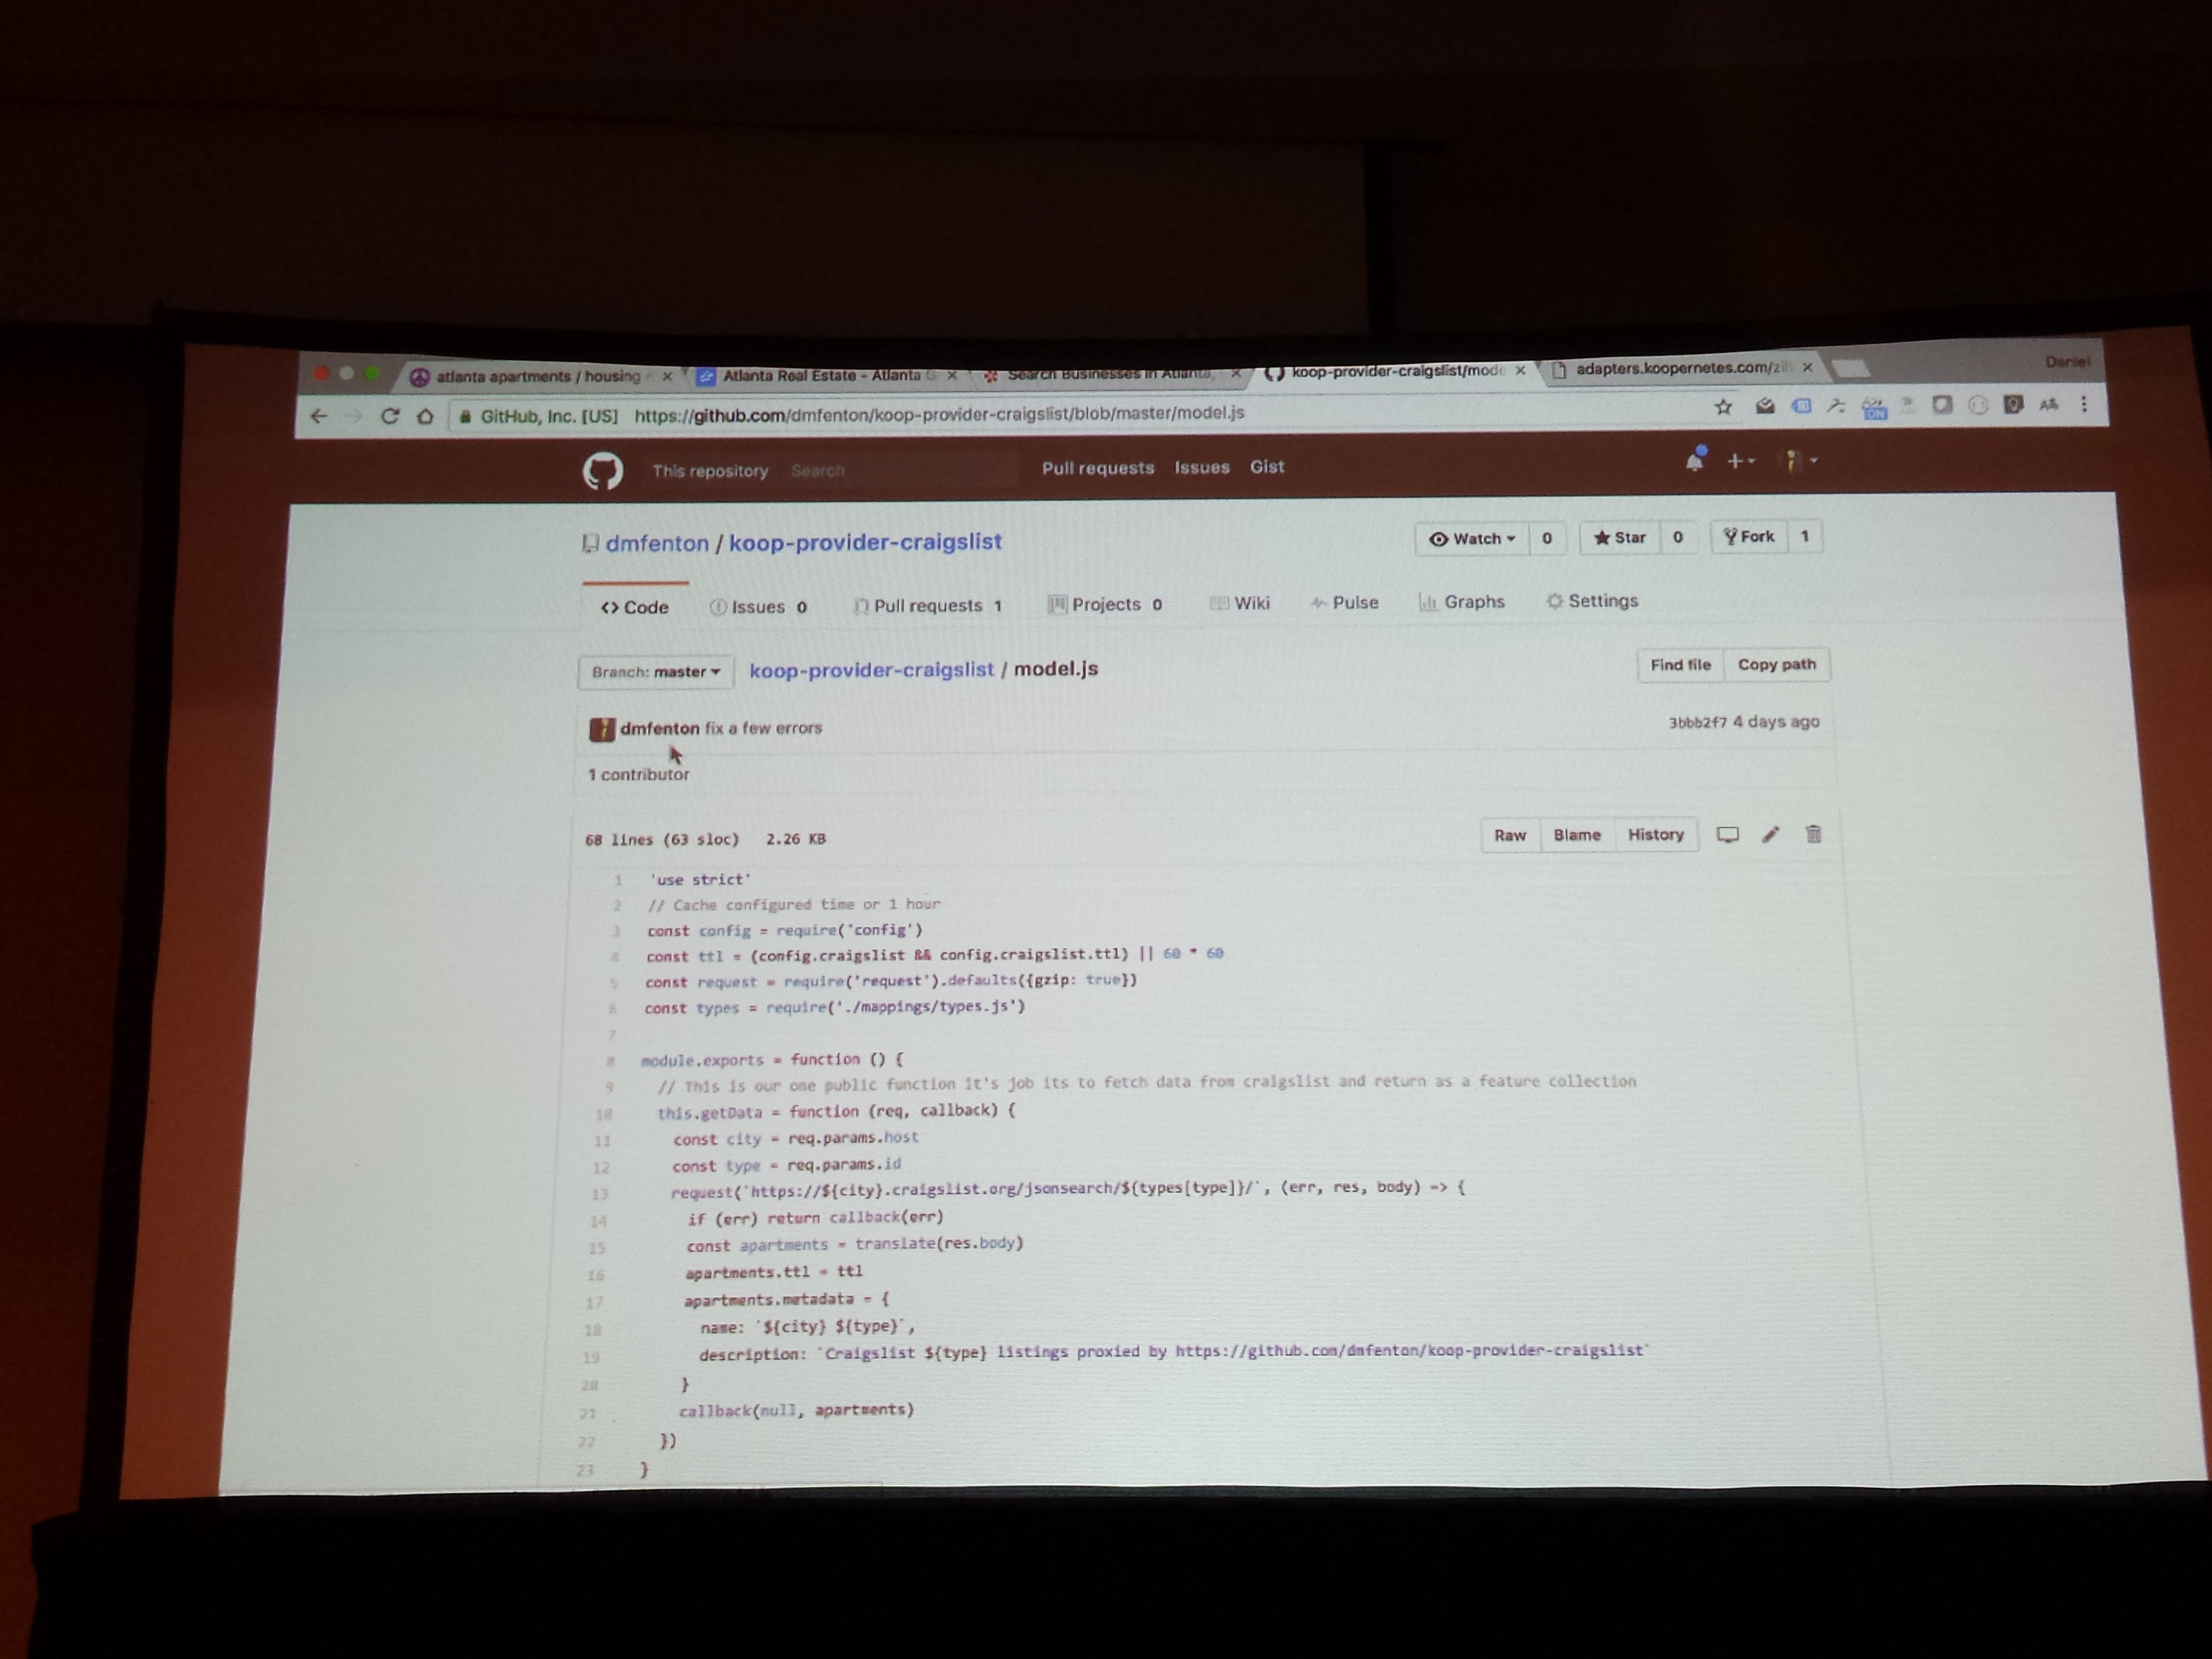 atlanta apartments / housing
Atlanta Real Estate - Atlanta G
Search Businesses in Atlanta,
koop-provider-craigslist/mode
adapters.koopernetes.com/zil
Daniel
GitHub, Inc. [US] https://github.com/dmfenton/koop-provider-craigslist/blob/master/model.js
ON
This repository Search Pull requests Issues Gist
dmfenton / koop-provider-craigslist
Watch 0 Star 0 Fork 1
<> Code Issues 0 Pull requests 1 Projects 0 Wiki Pulse Graphs Settings
Branch: master koop-provider-craigslist / model.js Find file Copy path
dmfenton fix a few errors 3bbb2f7 4 days ago
1 contributor
68 lines (63 sloc) 2.26 KB Raw Blame History
1 'use strict'
2 // Cache configured time or 1 hour
3 const config = require('config')
4 const ttl = (config.craigslist && config.craigslist.ttl) || 60 * 60
5 const request = require('request').defaults({gzip: true})
6 const types = require('./mappings/types.js')
7
8 module.exports = function () {
9 // This is our one public function it's job its to fetch data from craigslist and return as a feature collection
10 this.getData = function (req, callback) {
11 const city = req.params.host
12 const type = req.params.id
13 request(`https://${city}.craigslist.org/jsonsearch/${types[type]}/`, (err, res, body) => {
14 if (err) return callback(err)
15 const apartments = translate(res.body)
16 apartments.ttl = ttl
17 apartments.metadata = {
18 name: `${city} ${type}`,
19 description: `Craigslist ${type} listings proxied by https://github.com/dmfenton/koop-provider-craigslist`
20 }
21 callback(null, apartments)
22 })
23 }